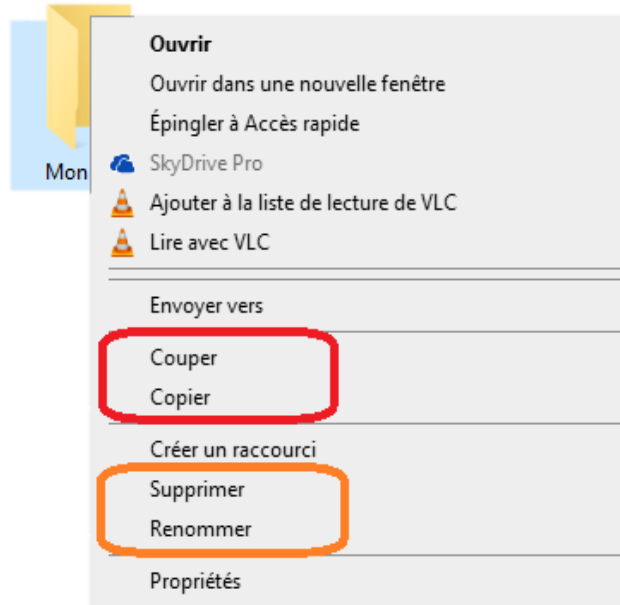 Ouvrir
Ouvrir dans une nouvelle fenêtre
Épingler à Accès rapide
Mon
SkyDrive Pro
Ajouter à la liste de lecture de VLC
Lire avec VLC
Envoyer vers
Couper
Copier
Créer un raccourci
Supprimer
Renommer
Propriétés